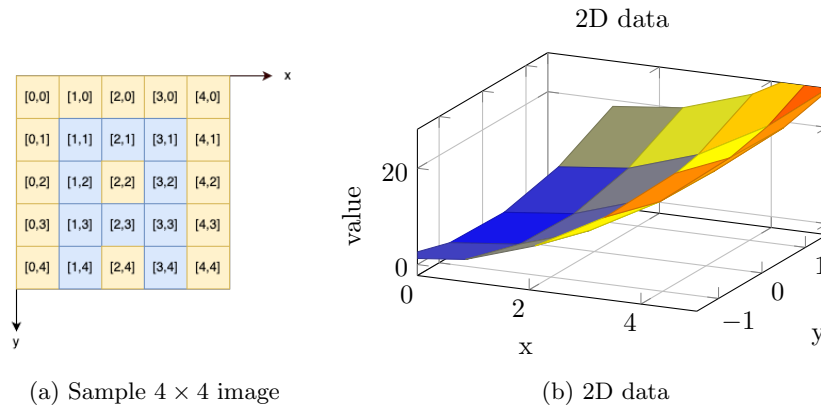 x
[0,0] [1,0] [2,0] [3,0] [4,0]
[0,1] [1,1] [2,1] [3,1] [4,1]
[0,2] [1,2] [2,2] [3,2] [4,2]
[0,3] [1,3] [2,3] [3,3] [4,3]
[0,4] [1,4] [2,4] [3,4] [4,4]
y
(a) Sample 4 × 4 image
2D data
20
0
value
0 2 4
x
−1 0 1
y
(b) 2D data